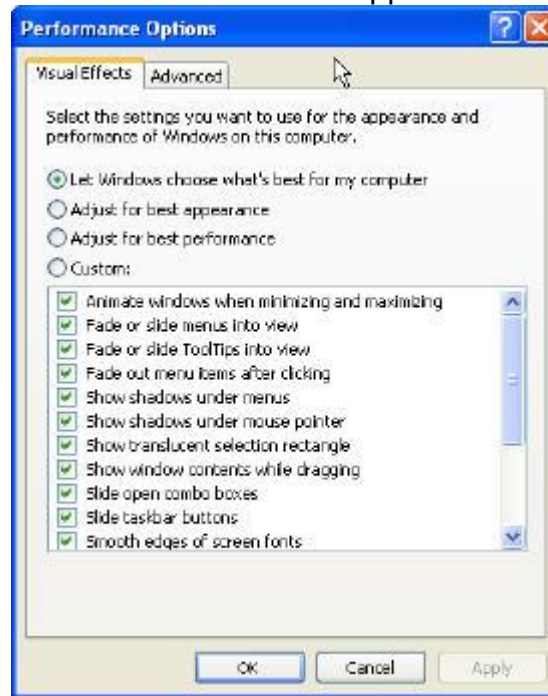 Performance Options
Visual Effects
Advanced
Select the settings you want to use for the appearance and
performance of Windows on this computer.
Let Windows choose what's best for my computer
Adjust for best appearance
Adjust for best performance
Custom:
Animate windows when minimizing and maximizing
Fade or slide menus into view
Fade or slide ToolTips into view
Fade out menu items after clicking
Show shadows under menus
Show shadows under mouse pointer
Show translucent selection rectangle
Show window contents while dragging
Slide open combo boxes
Slide taskbar buttons
Smooth edges of screen fonts
OK
Cancel
Apply